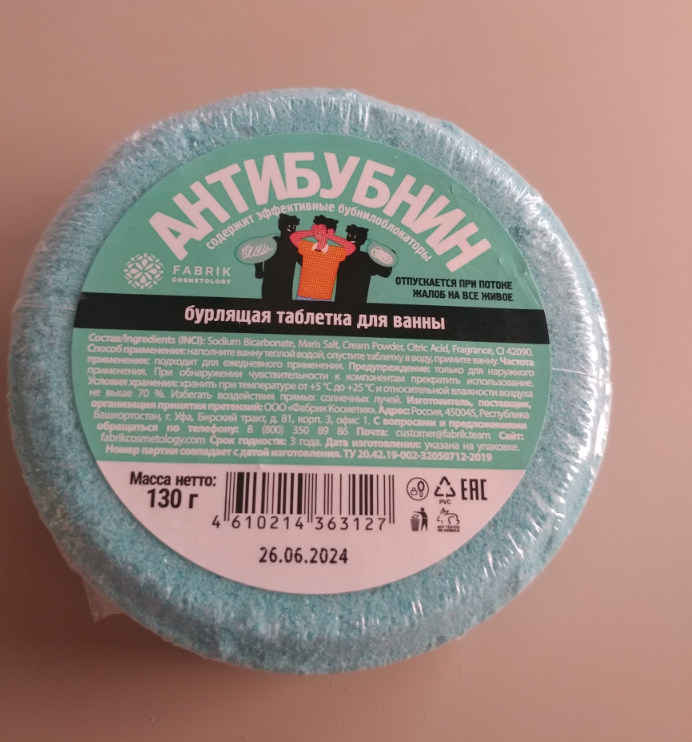 АНТИБУБНИН
содержит эффективные бубнилоблокаторы
FABRIK
COSMETOLOGY
ОТПУСКАЕТСЯ ПРИ ПОТОКЕ
ЖАЛОБ НА ВСЕ ЖИВОЕ
бурлящая таблетка для ванны
Состав/Ingredients (INCI): Sodium Bicarbonate, Maris Salt, Cream Powder, Citric Acid, Fragrance, CI 42090.
Способ применения: наполните ванну теплой водой, опустите таблетку в воду, примите ванну. Частота
применения: подходит для ежедневного применения. Предупреждение: только для наружного
применения. При обнаружении чувствительности к компонентам прекратить использование.
Условия хранения: хранить при температуре от +5 °C до +25 °C и относительной влажности воздуха
не выше 70 %. Избегать воздействия прямых солнечных лучей. Изготовитель, поставщик,
организация принятия претензий: ООО «Фабрик Косметик». Адрес: Россия, 450045, Республика
Башкортостан, г. Уфа, Бирский тракт, д. 81, корп. 3, офис 1. С вопросами и предложениями
обращаться по телефону: 8 (800) 350 89 86 Почта: customer@fabrik.team Сайт:
fabrikcosmetology.com Срок годности: 3 года. Дата изготовления: указана на упаковке.
Номер партии совпадает с датой изготовления. ТУ 20.42.19-002-32050712-2019
Масса нетто:
130 г
4 610214 363127
PVC
EAC
26.06.2024